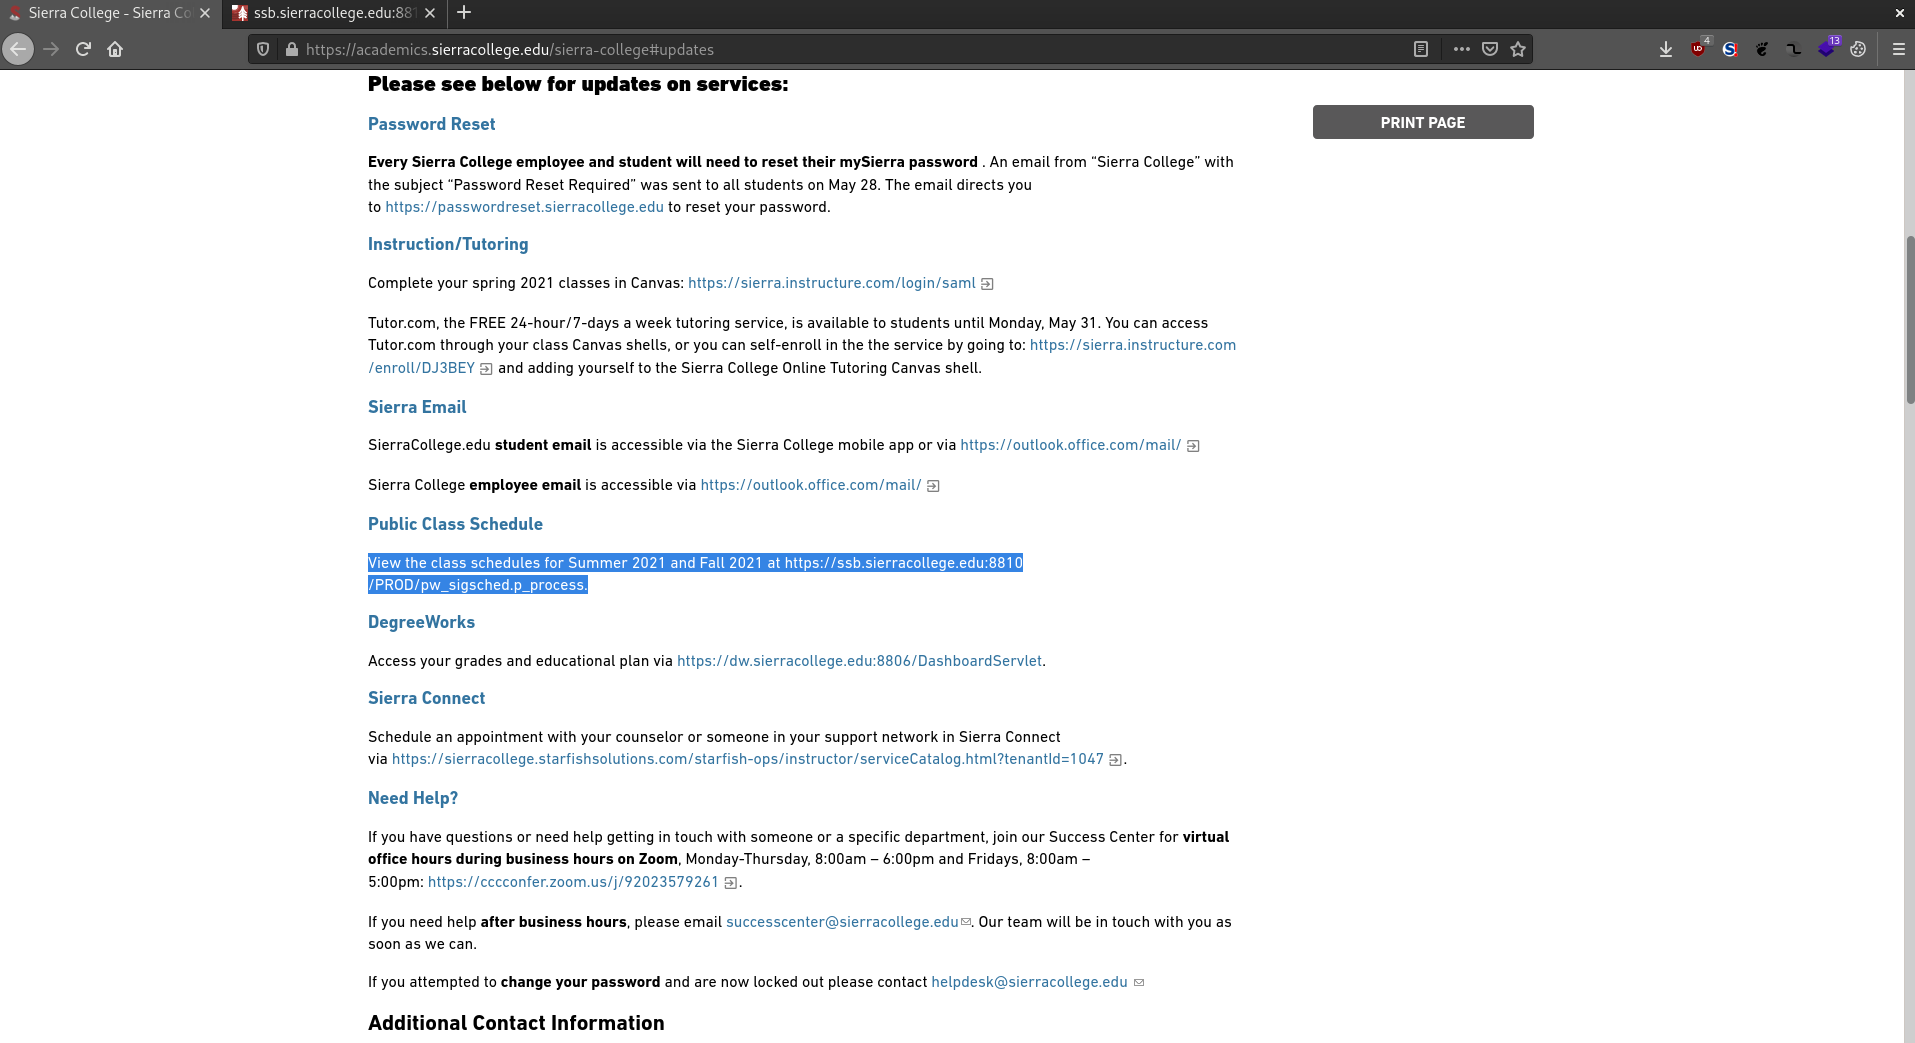 Sierra College - Sierra Co
ssb.sierracollege.edu:881
https://academics.sierracollege.edu/sierra-college#updates
4
13
Please see below for updates on services:
PRINT PAGE
Password Reset
Every Sierra College employee and student will need to reset their mySierra password . An email from “Sierra College” with
the subject “Password Reset Required” was sent to all students on May 28. The email directs you
to https://passwordreset.sierracollege.edu to reset your password.
Instruction/Tutoring
Complete your spring 2021 classes in Canvas: https://sierra.instructure.com/login/saml
Tutor.com, the FREE 24-hour/7-days a week tutoring service, is available to students until Monday, May 31. You can access
Tutor.com through your class Canvas shells, or you can self-enroll in the the service by going to: https://sierra.instructure.com
/enroll/DJ3BEY and adding yourself to the Sierra College Online Tutoring Canvas shell.
Sierra Email
SierraCollege.edu student email is accessible via the Sierra College mobile app or via https://outlook.office.com/mail/
Sierra College employee email is accessible via https://outlook.office.com/mail/
Public Class Schedule
View the class schedules for Summer 2021 and Fall 2021 at https://ssb.sierracollege.edu:8810
/PROD/pw_sigsched.p_process.
DegreeWorks
Access your grades and educational plan via https://dw.sierracollege.edu:8806/DashboardServlet.
Sierra Connect
Schedule an appointment with your counselor or someone in your support network in Sierra Connect
via https://sierracollege.starfishsolutions.com/starfish-ops/instructor/serviceCatalog.html?tenantId=1047 .
Need Help?
If you have questions or need help getting in touch with someone or a specific department, join our Success Center for virtual
office hours during business hours on Zoom, Monday-Thursday, 8:00am – 6:00pm and Fridays, 8:00am –
5:00pm: https://cccconfer.zoom.us/j/92023579261 .
If you need help after business hours, please email successcenter@sierracollege.edu. Our team will be in touch with you as
soon as we can.
If you attempted to change your password and are now locked out please contact helpdesk@sierracollege.edu
Additional Contact Information